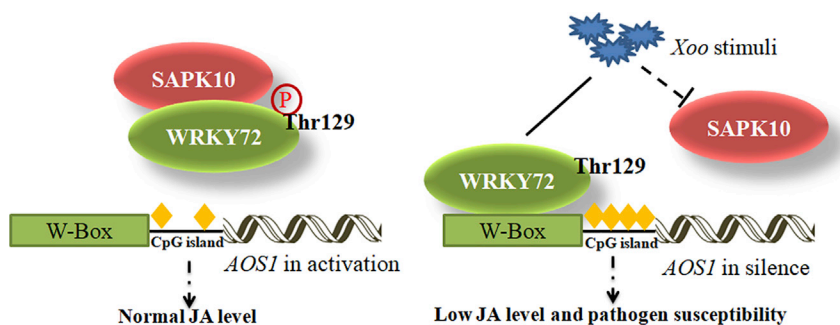 SAPK10
P
WRKY72
Thr129
W-Box
CpG island
AOS1 in activation
Normal JA level
Xoo stimuli
SAPK10
Thr129
WRKY72
W-Box
CpG island
AOS1 in silence
Low JA level and pathogen susceptibility